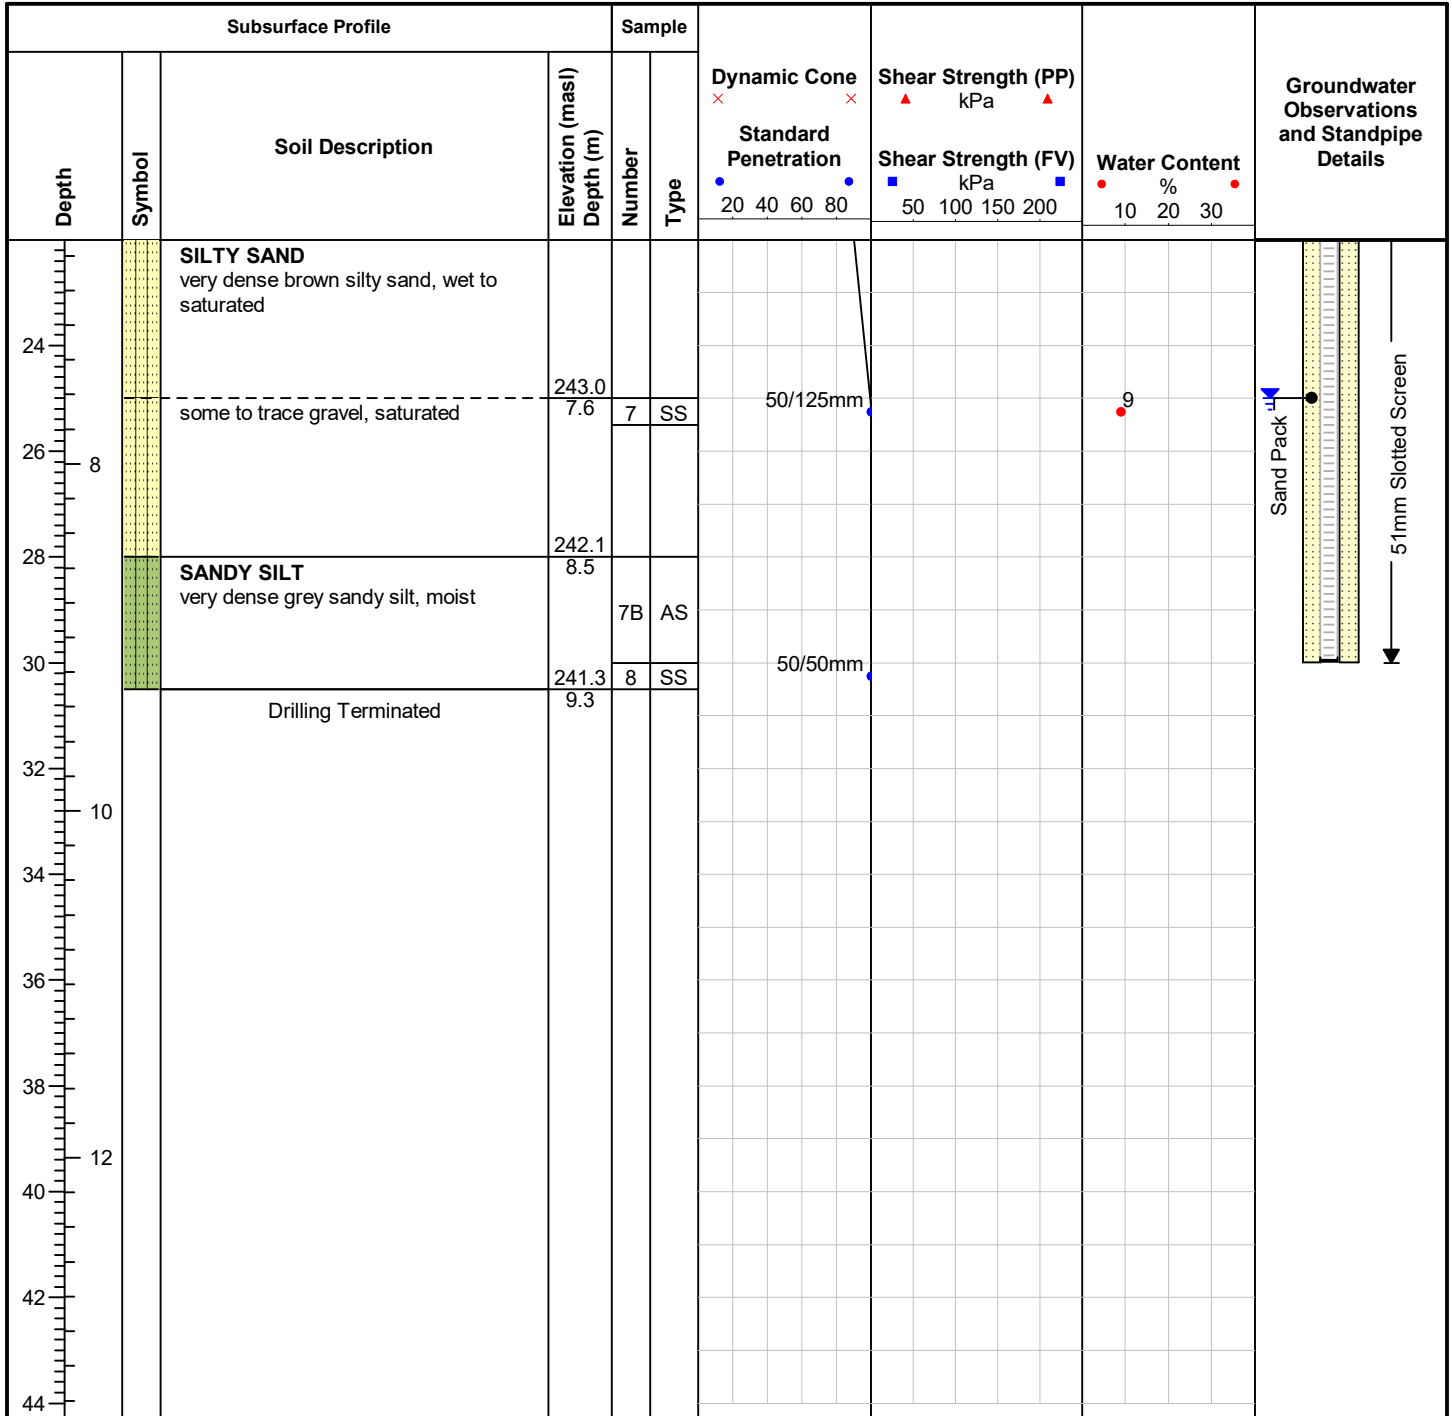 Subsurface Profile
Sample
Depth
Symbol
Soil Description
Elevation (masl)
Depth (m)
Number
Type
Dynamic Cone
Standard
Penetration
20 40 60 80
Shear Strength (PP)
kPa
Shear Strength (FV)
kPa
50 100 150 200
Water Content
%
10 20 30
Groundwater
Observations
and Standpipe
Details
SILTY SAND
very dense brown silty sand, wet to
saturated
24
243.0
7.6
some to trace gravel, saturated
7 SS
50/125mm
9
Sand Pack
51mm Slotted Screen
26
8
242.1
8.5
28
SANDY SILT
very dense grey sandy silt, moist
7B AS
30
50/50mm
241.3
9.3
8 SS
Drilling Terminated
32
10
34
36
38
12
40
42
44